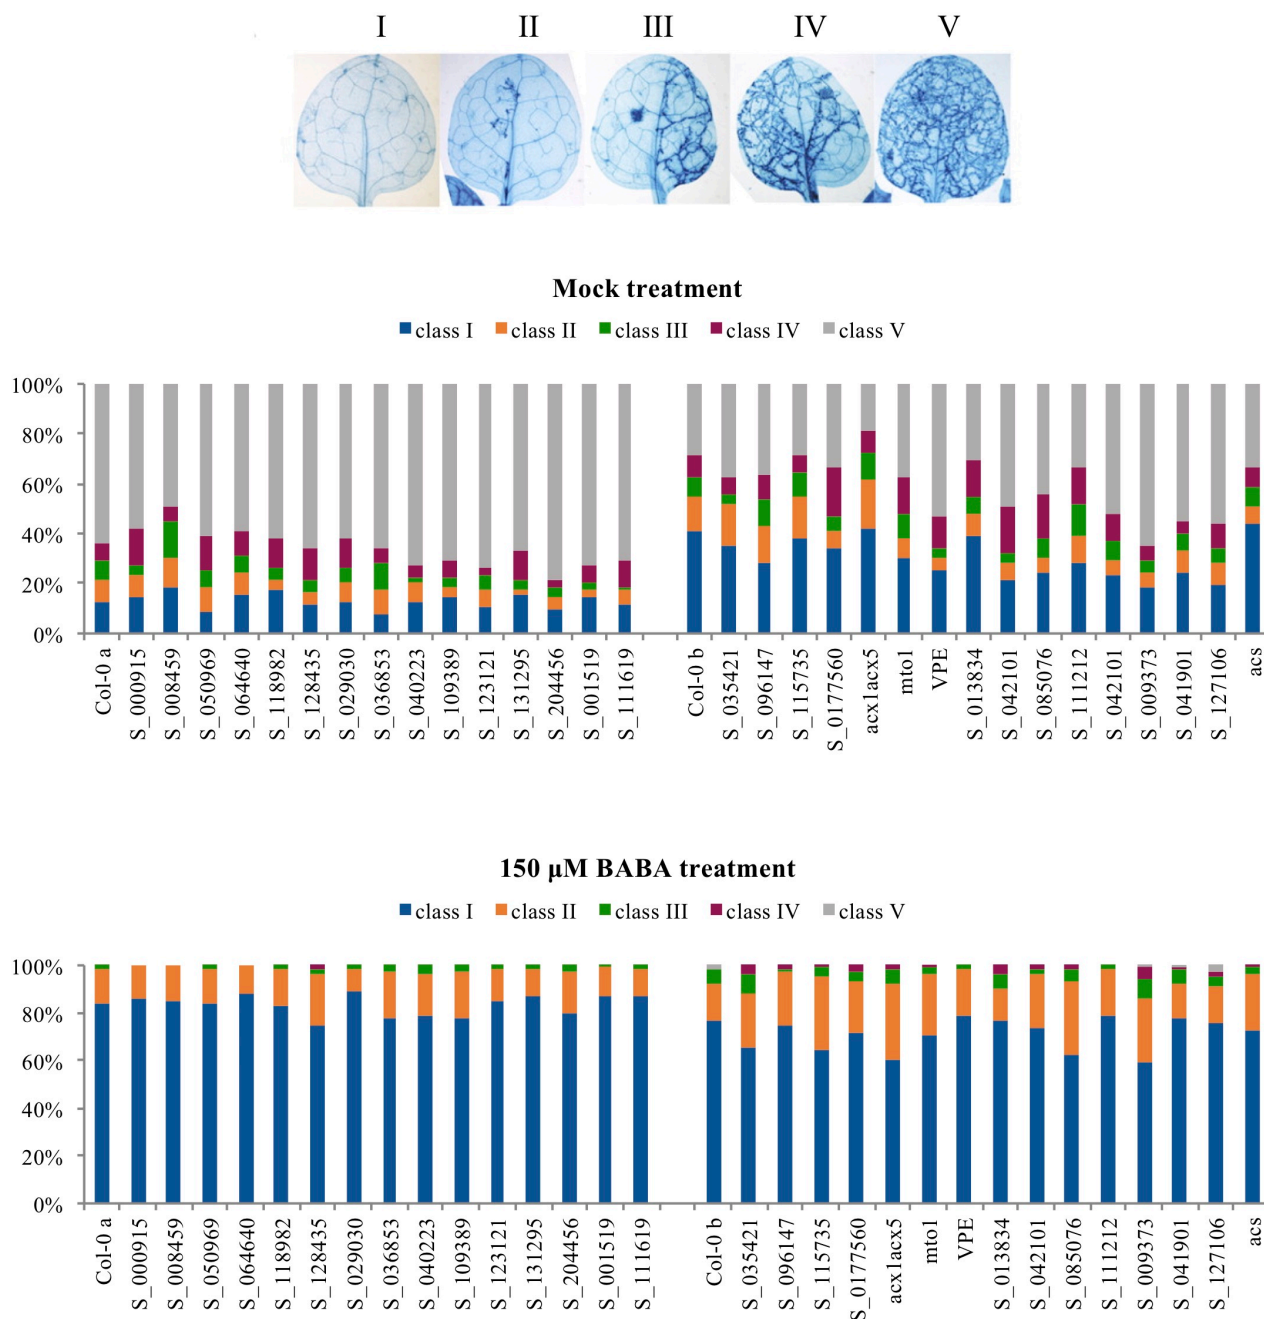 I II III IV V
Mock treatment
class I class II class III class IV class V
100%
80%
60%
40%
20%
0%
Col-0 a
S_000915
S_008459
S_050969
S_064640
S_118982
S_128435
S_029030
S_036853
S_040223
S_109389
S_123121
S_131295
S_204456
S_001519
S_111619
Col-0 b
S_035421
S_096147
S_115735
S_0177560
acx1acx5
mto1
VPE
S_013834
S_042101
S_085076
S_111212
S_042101
S_009373
S_041901
S_127106
acs
150 μM BABA treatment
class I class II class III class IV class V
100%
80%
60%
40%
20%
0%
Col-0 a
S_000915
S_008459
S_050969
S_064640
S_118982
S_128435
S_029030
S_036853
S_040223
S_109389
S_123121
S_131295
S_204456
S_001519
S_111619
Col-0 b
S_035421
S_096147
S_115735
S_0177560
acx1acx5
mto1
VPE
S_013834
S_042101
S_085076
S_111212
S_009373
S_041901
S_127106
acs